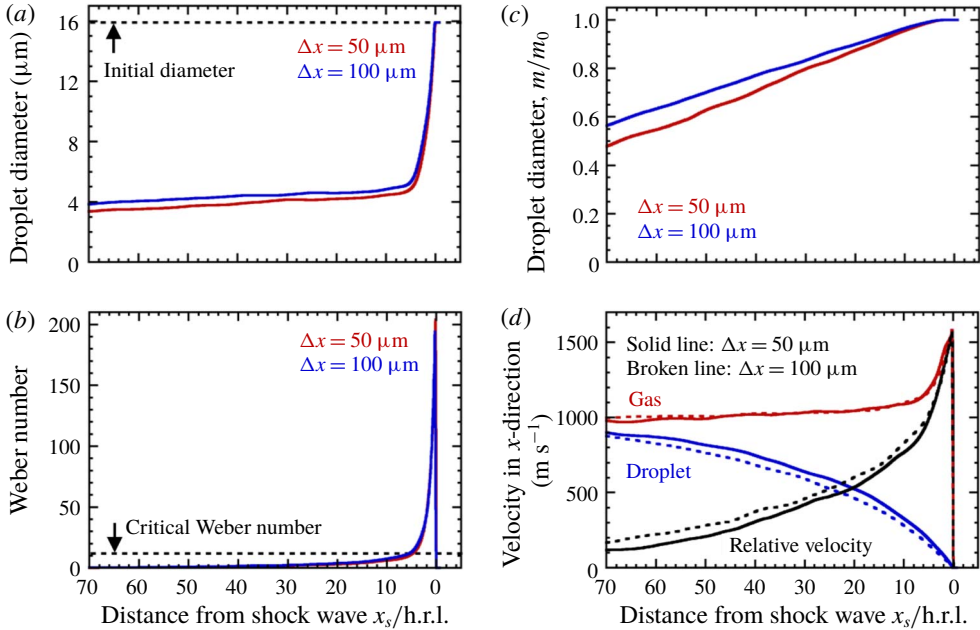 (a)
16
12
8
4
0
Droplet diameter (μm)
Δx = 50 μm
Δx = 100 μm
Initial diameter
(c)
1.0
0.8
0.6
0.4
0.2
0
Droplet diameter, m/m0
Δx = 50 μm
Δx = 100 μm
(b)
200
150
100
50
0
Weber number
Δx = 50 μm
Δx = 100 μm
Critical Weber number
70 60 50 40 30 20 10 0
Distance from shock wave xs/h.r.l.
(d)
1500
1000
500
0
Velocity in x-direction
(m s−1)
Solid line: Δx = 50 μm
Broken line: Δx = 100 μm
Gas
Droplet
Relative velocity
70 60 50 40 30 20 10 0
Distance from shock wave xs/h.r.l.